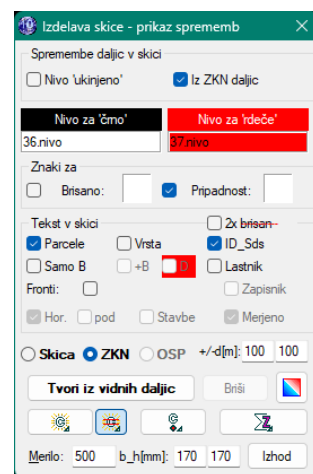 Izdelava skice - prikaz sprememb
Spremembe daljic v skici
Nivo 'ukinjeno' Iz ZKN daljic
Nivo za 'črno' Nivo za 'rdeče'
36.nivo 37.nivo
Znaki za
Brisano: Pripadnost:
Tekst v skici 2x brisan
Parcele Vrsta ID_Sds
Samo B +B D Lastnik
Fronti: Zapisnik
Hor. pod Stavbe Merjeno
Skica ZKN OSP +/-d[m]: 100 100
Tvori iz vidnih daljic Briši
Merilo: 500 b_h[mm]: 170 170 Izhod